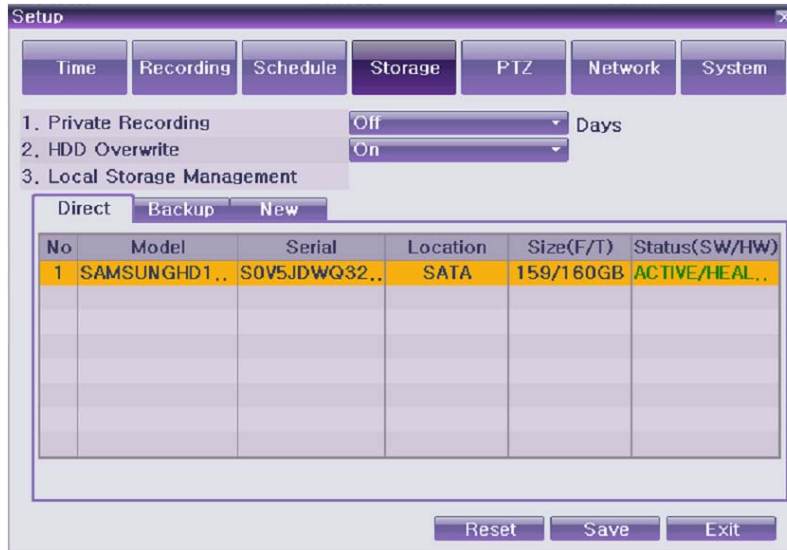 Setup
Time Recording Schedule Storage PTZ Network System
1. Private Recording Off Days
2. HDD Overwrite On
3. Local Storage Management
Direct Backup New
No Model Serial Location Size(F/T) Status(SW/HW)
1 SAMSUNGHD1.. S0V5JDWQ32.. SATA 159/160GB ACTIVE/HEAL..
Reset Save Exit